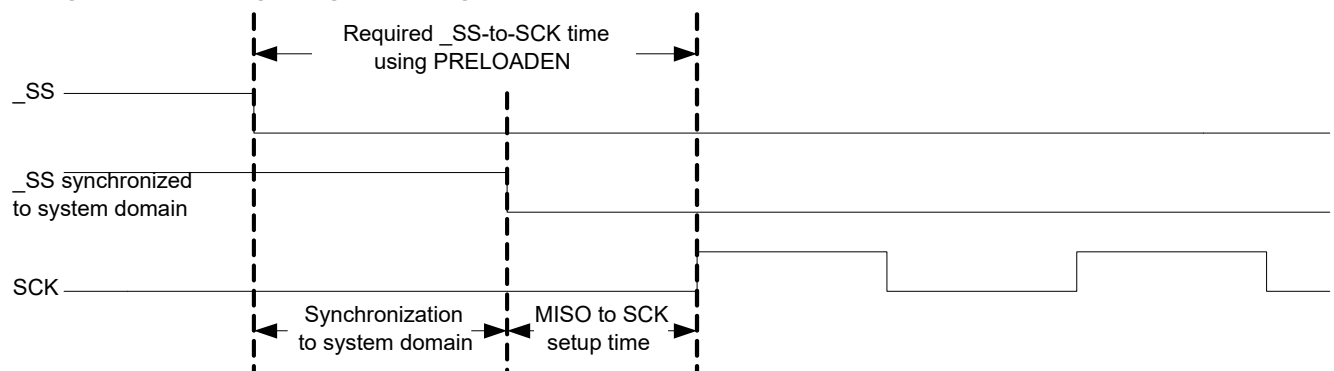 Required _SS-to-SCK time
using PRELOADEN
_SS
_SS synchronized
to system domain
SCK
Synchronization
to system domain
MISO to SCK
setup time